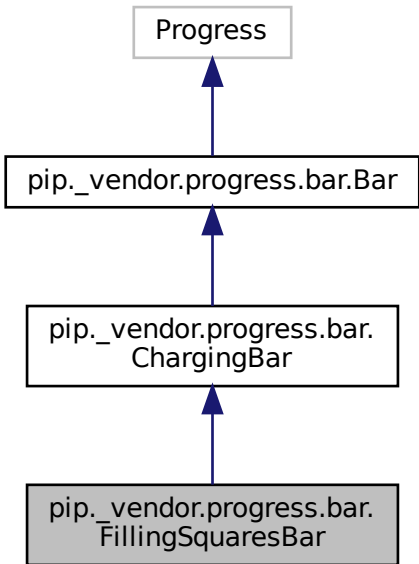 Progress
pip._vendor.progress.bar.Bar
pip._vendor.progress.bar.
ChargingBar
pip._vendor.progress.bar.
FillingSquaresBar